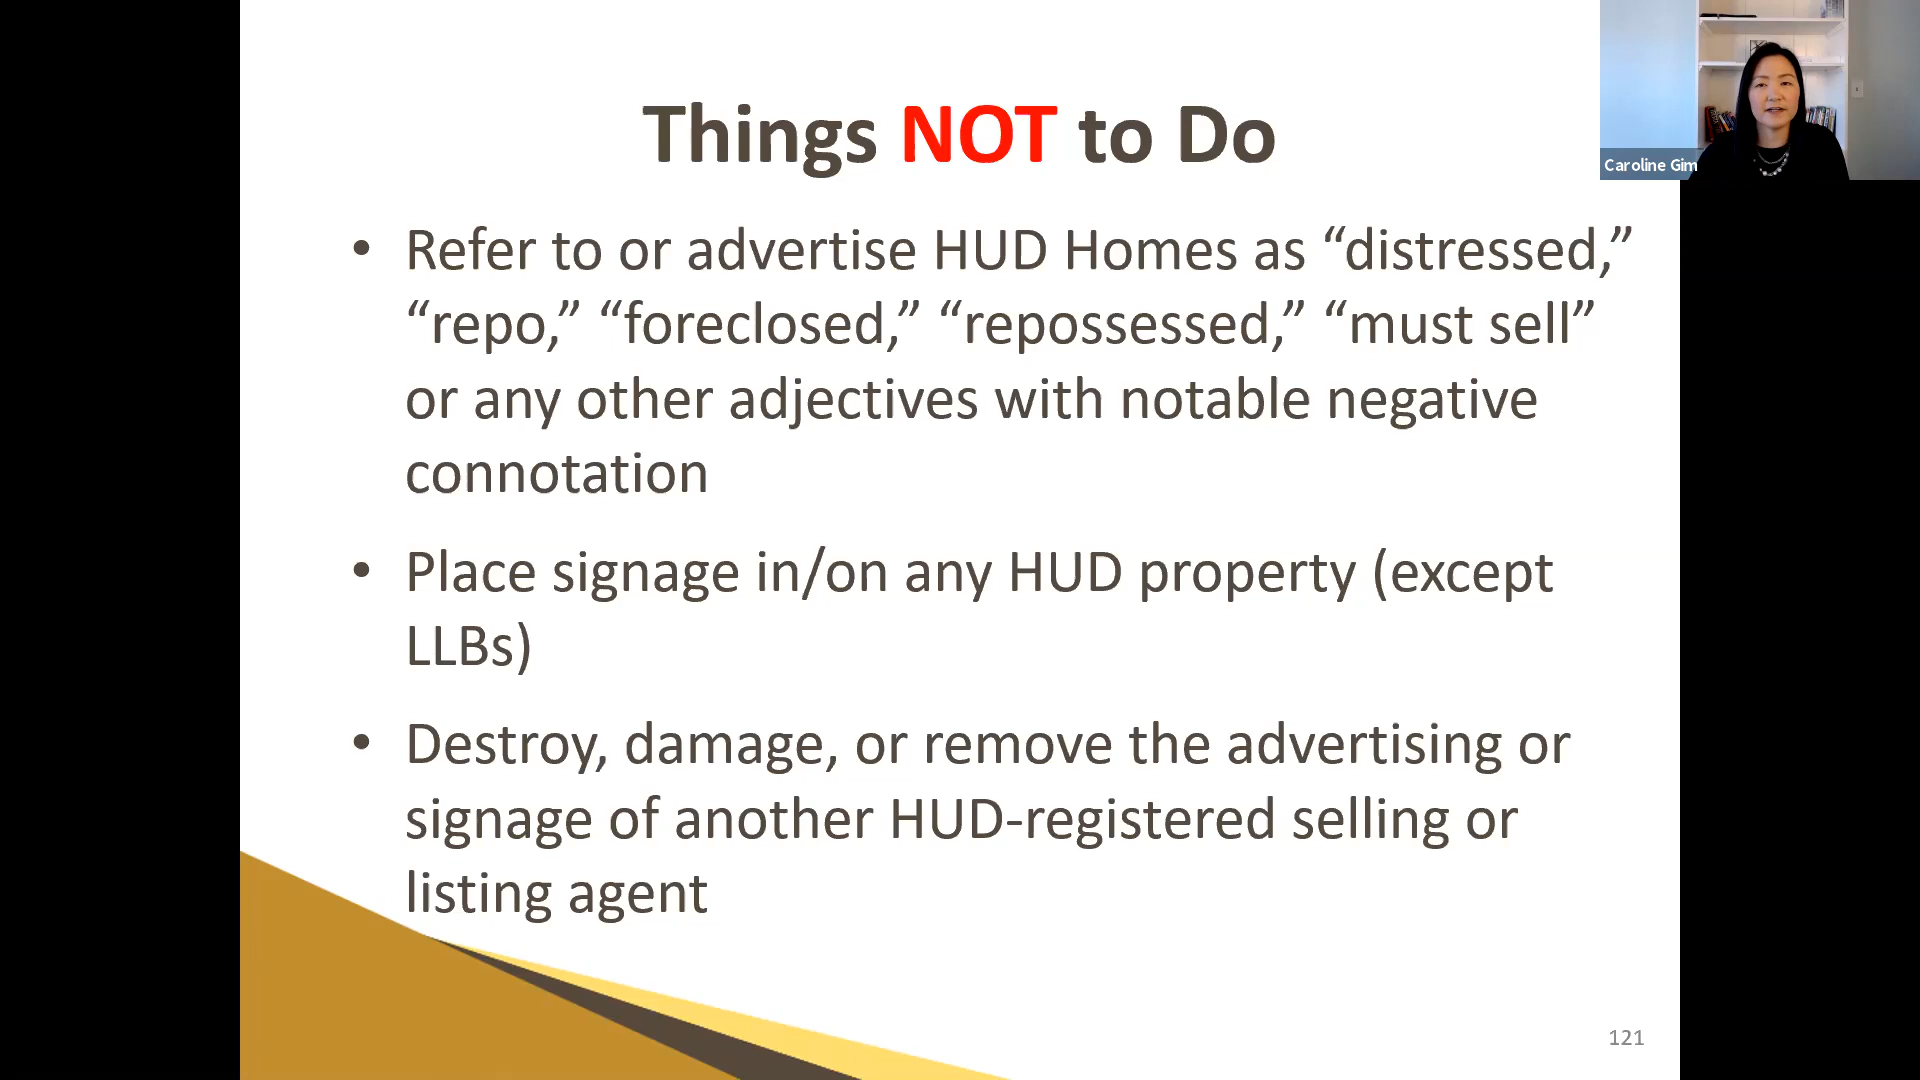 Things NOT to Do
Caroline Gim
• Refer to or advertise HUD Homes as “distressed,”
“repo,” “foreclosed,” “repossessed,” “must sell”
or any other adjectives with notable negative
connotation
• Place signage in/on any HUD property (except
LLBs)
• Destroy, damage, or remove the advertising or
signage of another HUD-registered selling or
listing agent
121